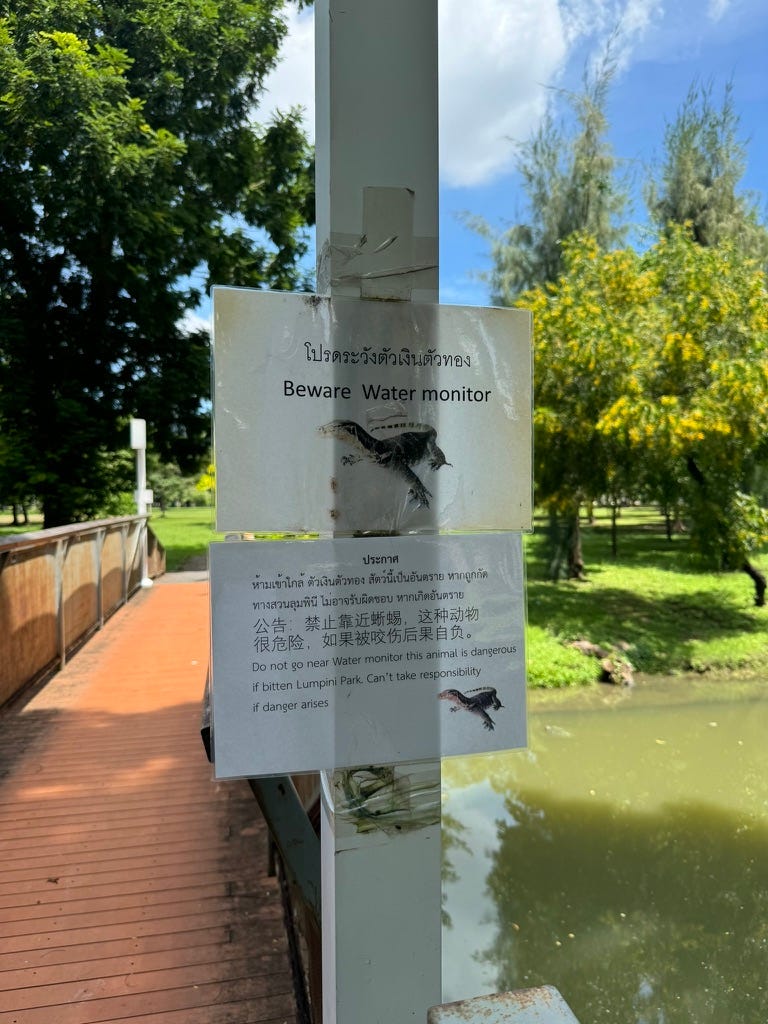 โปรดระวังตัวเงินตัวทอง
Beware Water monitor
ประกาศ
ห้ามเข้าใกล้ ตัวเงินตัวทอง สัตว์นี้เป็นอันตราย หากถูกกัด
ทางสวนลุมพินี ไม่อาจรับผิดชอบ หากเกิดอันตราย
公告：禁止靠近蜥蜴，这种动物
很危险，如果被咬伤后果自负。
Do not go near Water monitor this animal is dangerous
if bitten Lumpini Park. Can't take responsibility
if danger arises